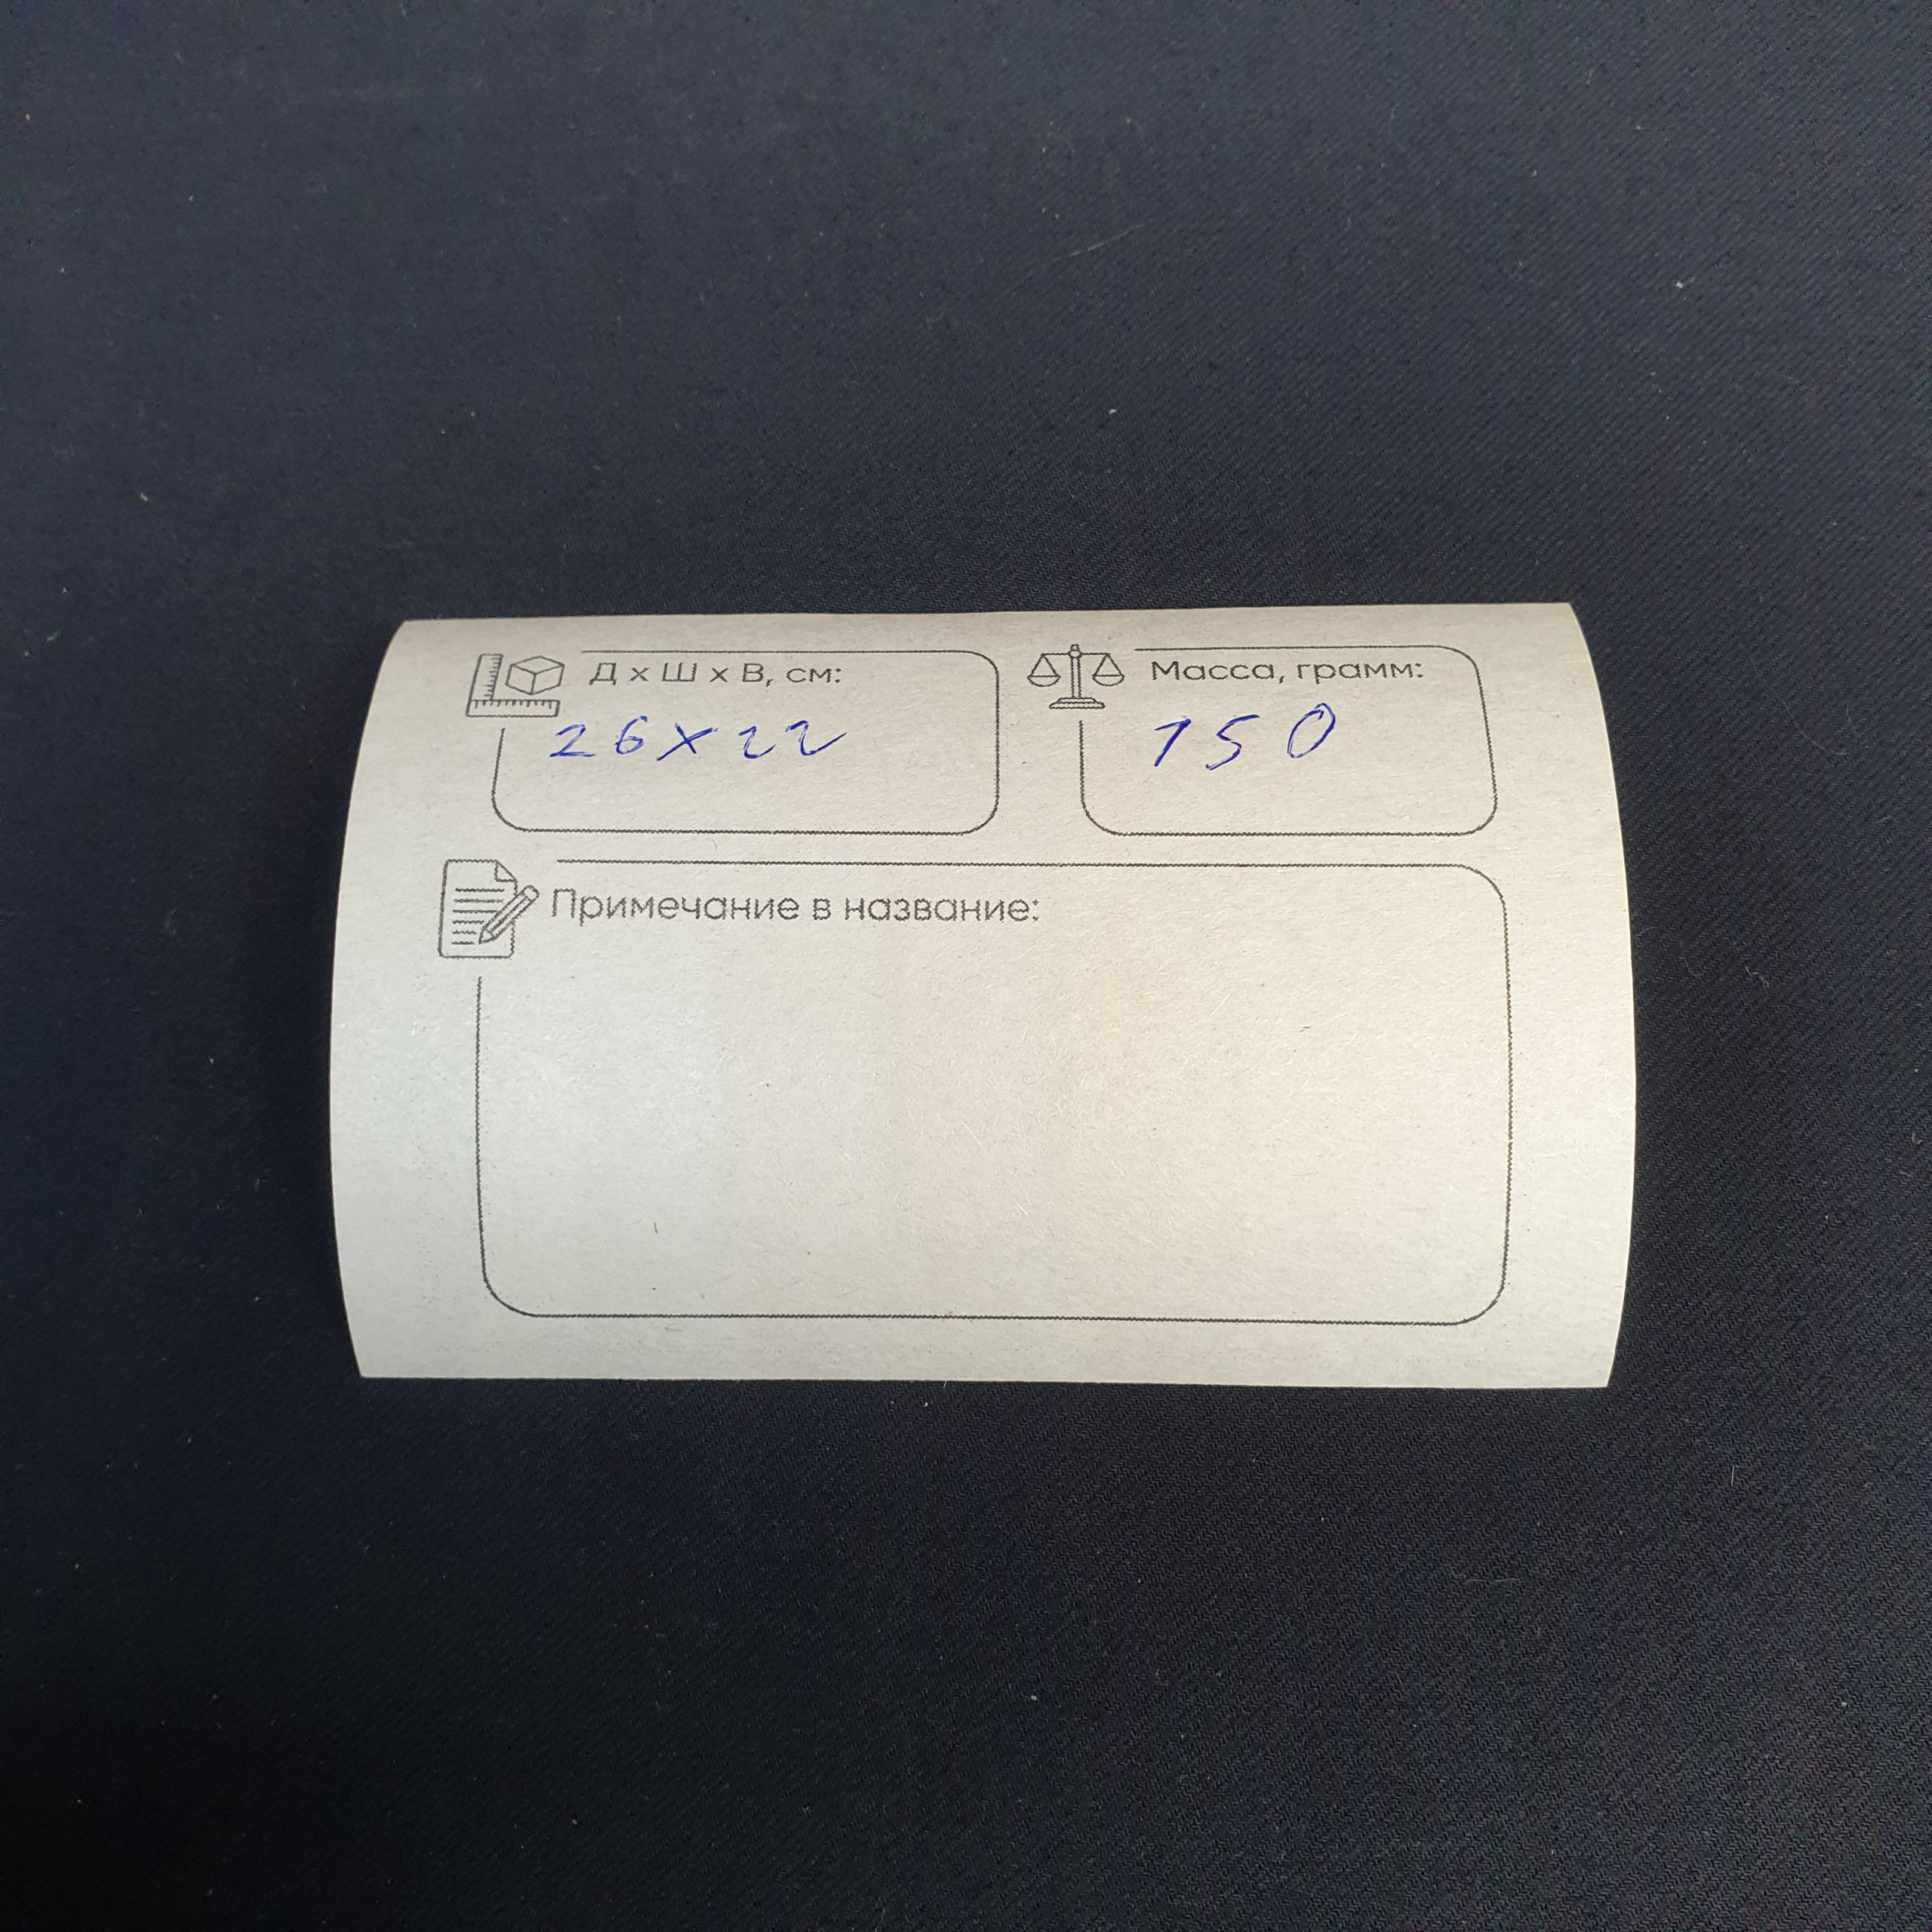 Д x Ш x В, см:
26x22
Масса, грамм:
150
Примечание в название: